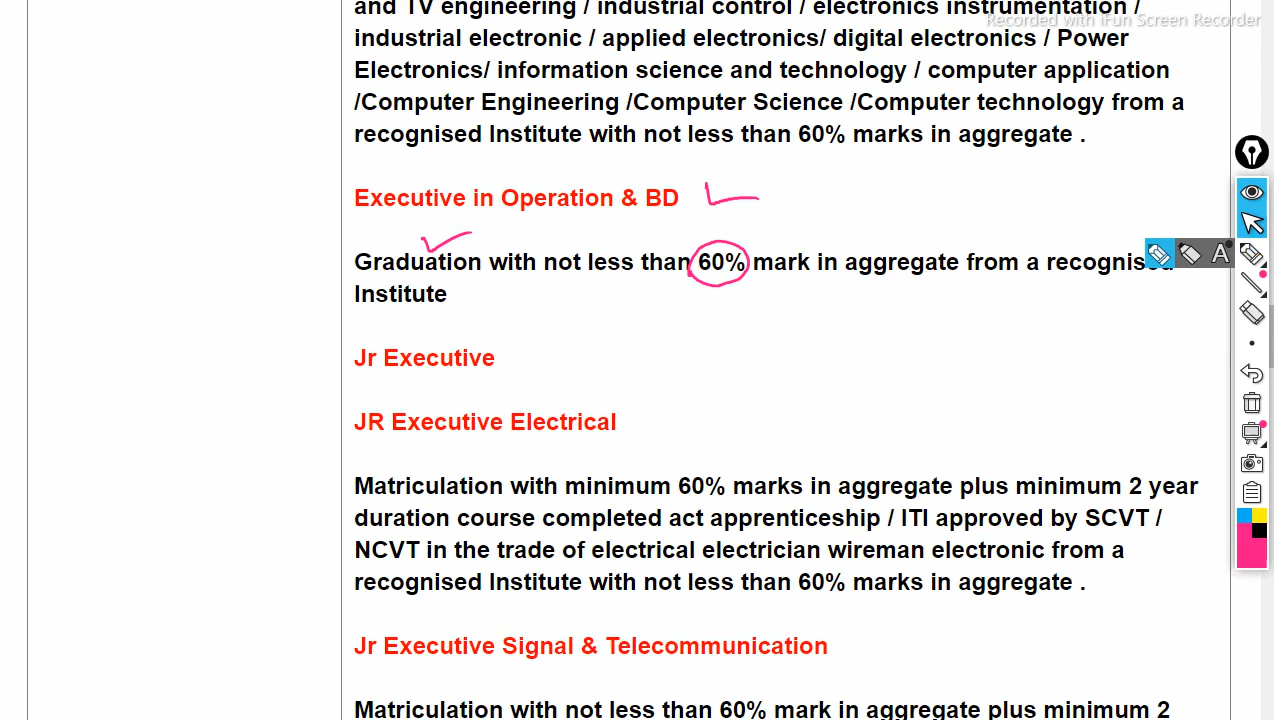 and TV engineering / industrial control / electronics instrumentation /
Recorded with iFun Screen Recorder
industrial electronic / applied electronics/ digital electronics / Power
Electronics/ information science and technology / computer application
/Computer Engineering /Computer Science /Computer technology from a
recognised Institute with not less than 60% marks in aggregate .
Executive in Operation & BD
Graduation with not less than 60% mark in aggregate from a recognised
Institute
Jr Executive
JR Executive Electrical
Matriculation with minimum 60% marks in aggregate plus minimum 2 year
duration course completed act apprenticeship / ITI approved by SCVT /
NCVT in the trade of electrical electrician wireman electronic from a
recognised Institute with not less than 60% marks in aggregate .
Jr Executive Signal & Telecommunication
Matriculation with not less than 60% mark in aggregate plus minimum 2